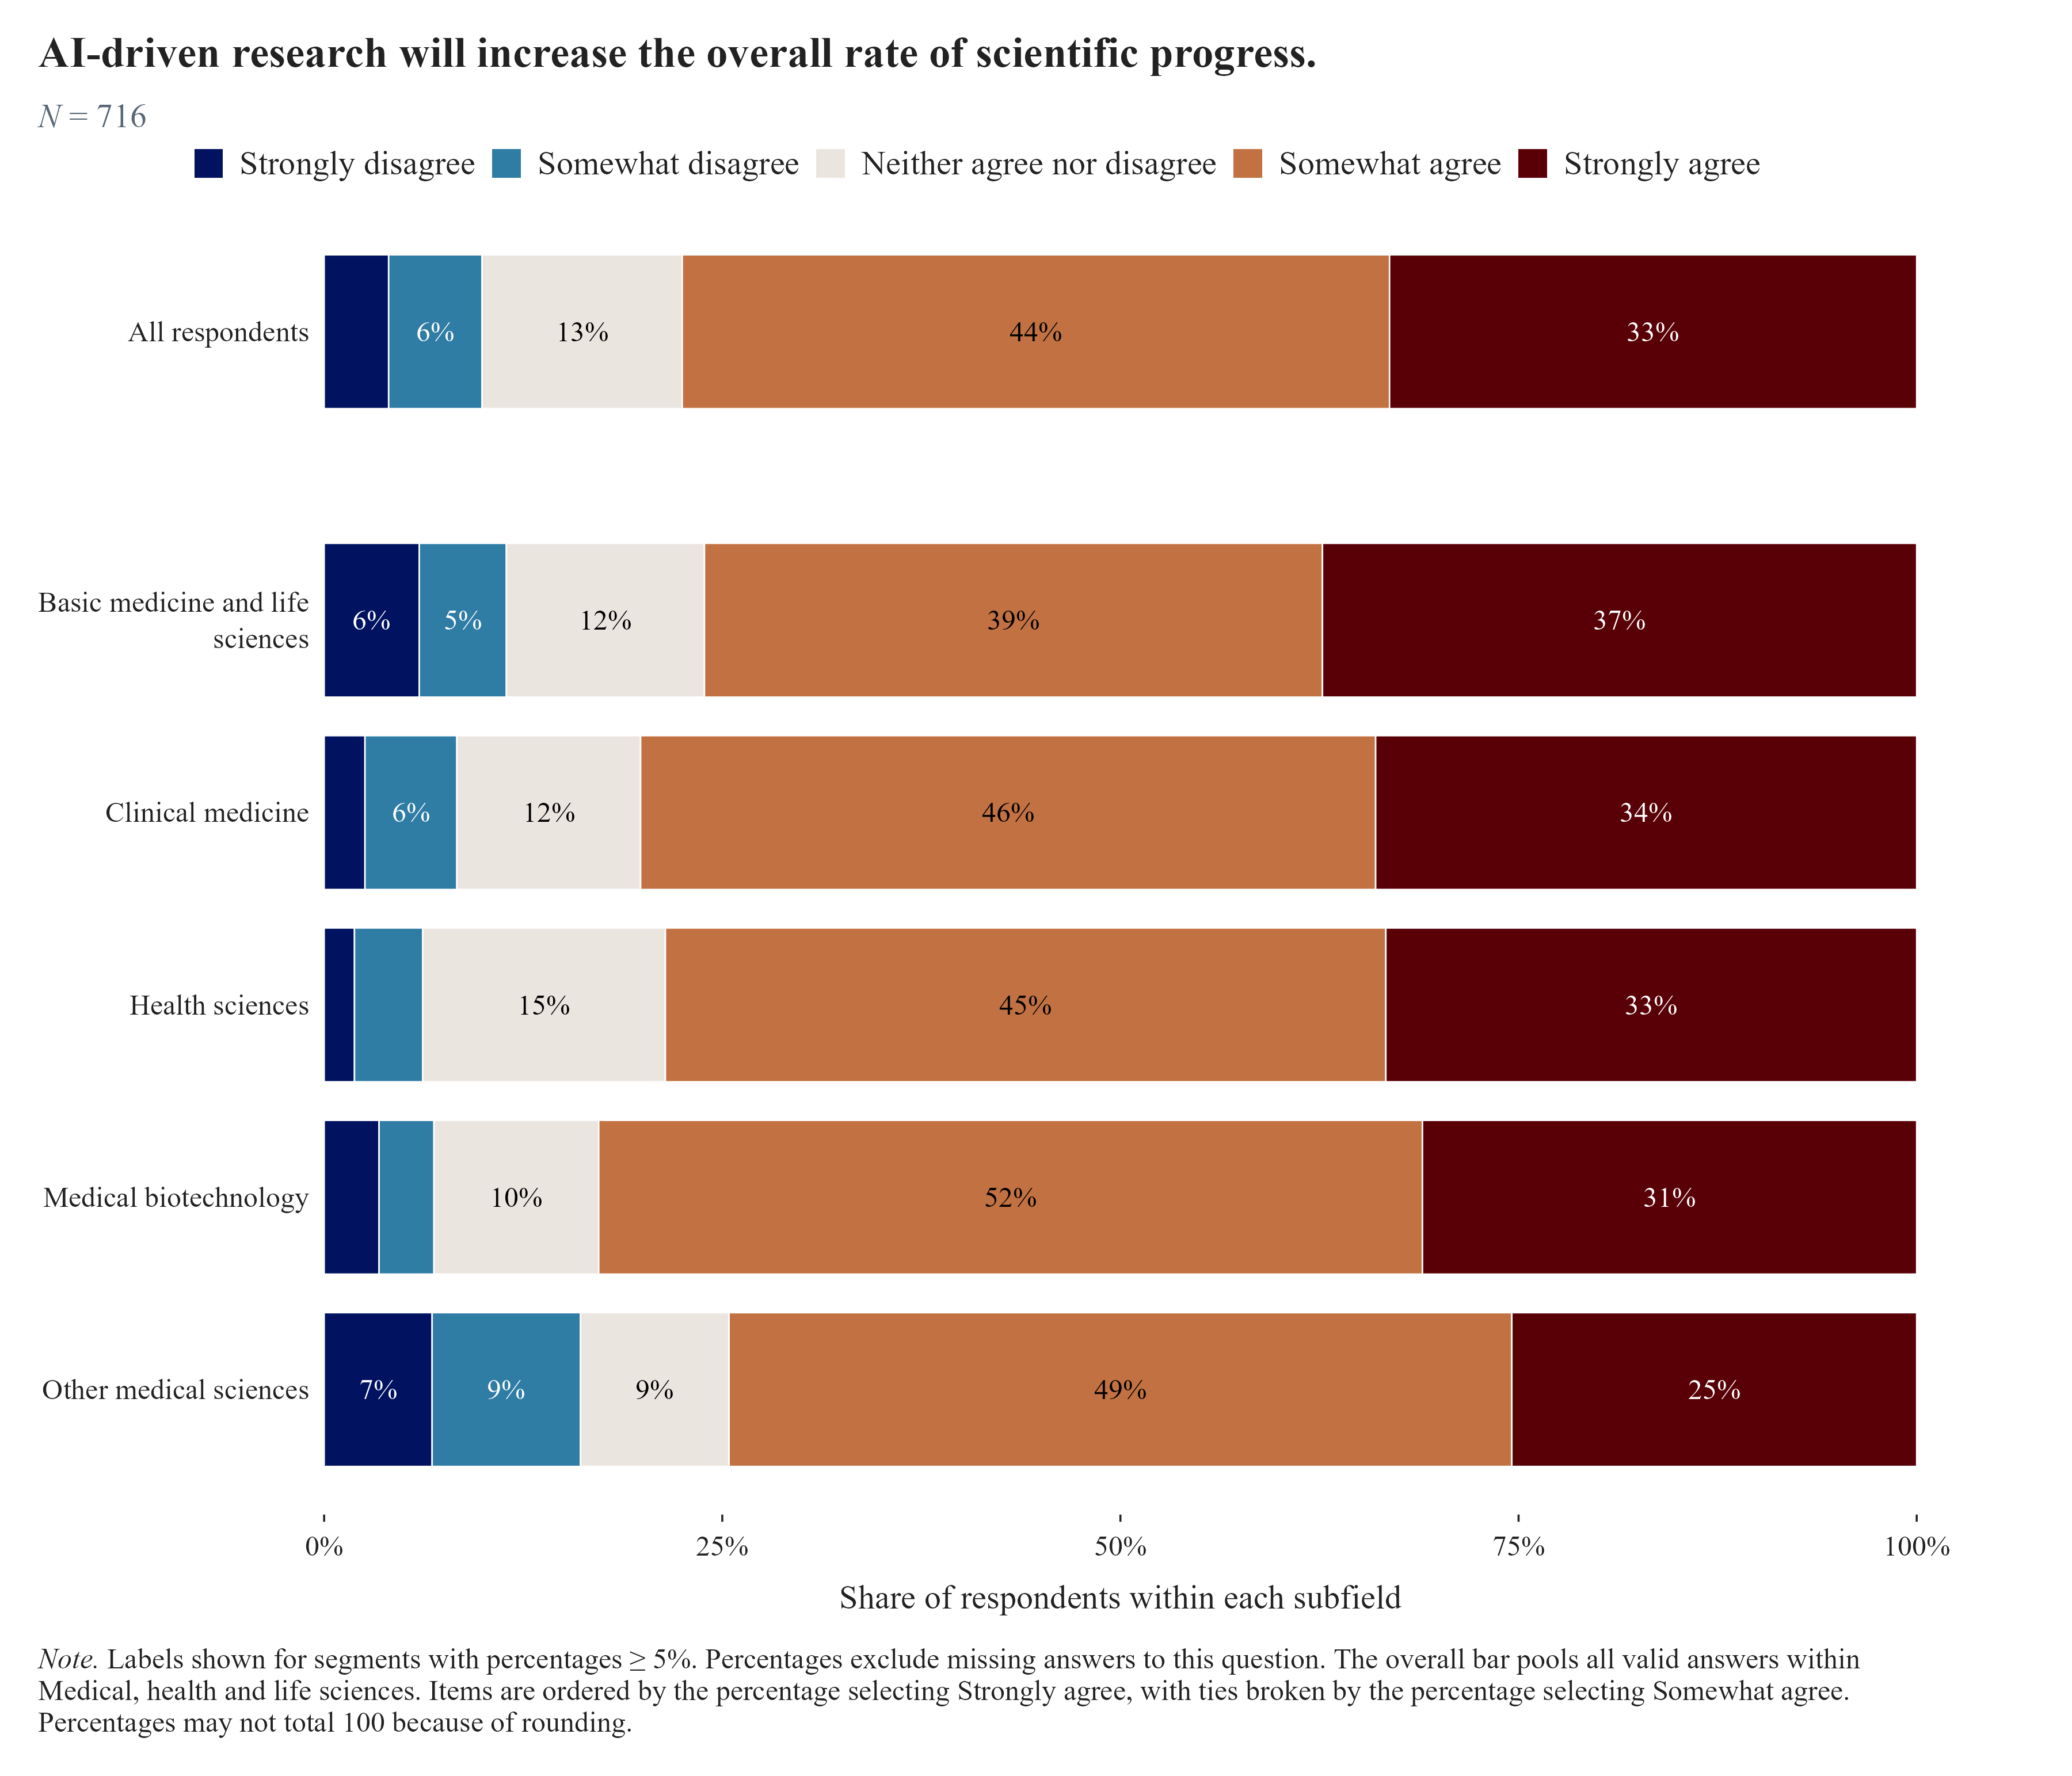 AI-driven research will increase the overall rate of scientific progress.
N = 716
Strongly disagree Somewhat disagree Neither agree nor disagree Somewhat agree Strongly agree
All respondents 6% 13% 44% 33%
Basic medicine and life
sciences
6% 5% 12% 39% 37%
Clinical medicine 6% 12% 46% 34%
Health sciences 15% 45% 33%
Medical biotechnology 10% 52% 31%
Other medical sciences 7% 9% 9% 49% 25%
0% 25% 50% 75% 100%
Share of respondents within each subfield
Note. Labels shown for segments with percentages ≥ 5%. Percentages exclude missing answers to this question. The overall bar pools all valid answers within
Medical, health and life sciences. Items are ordered by the percentage selecting Strongly agree, with ties broken by the percentage selecting Somewhat agree.
Percentages may not total 100 because of rounding.